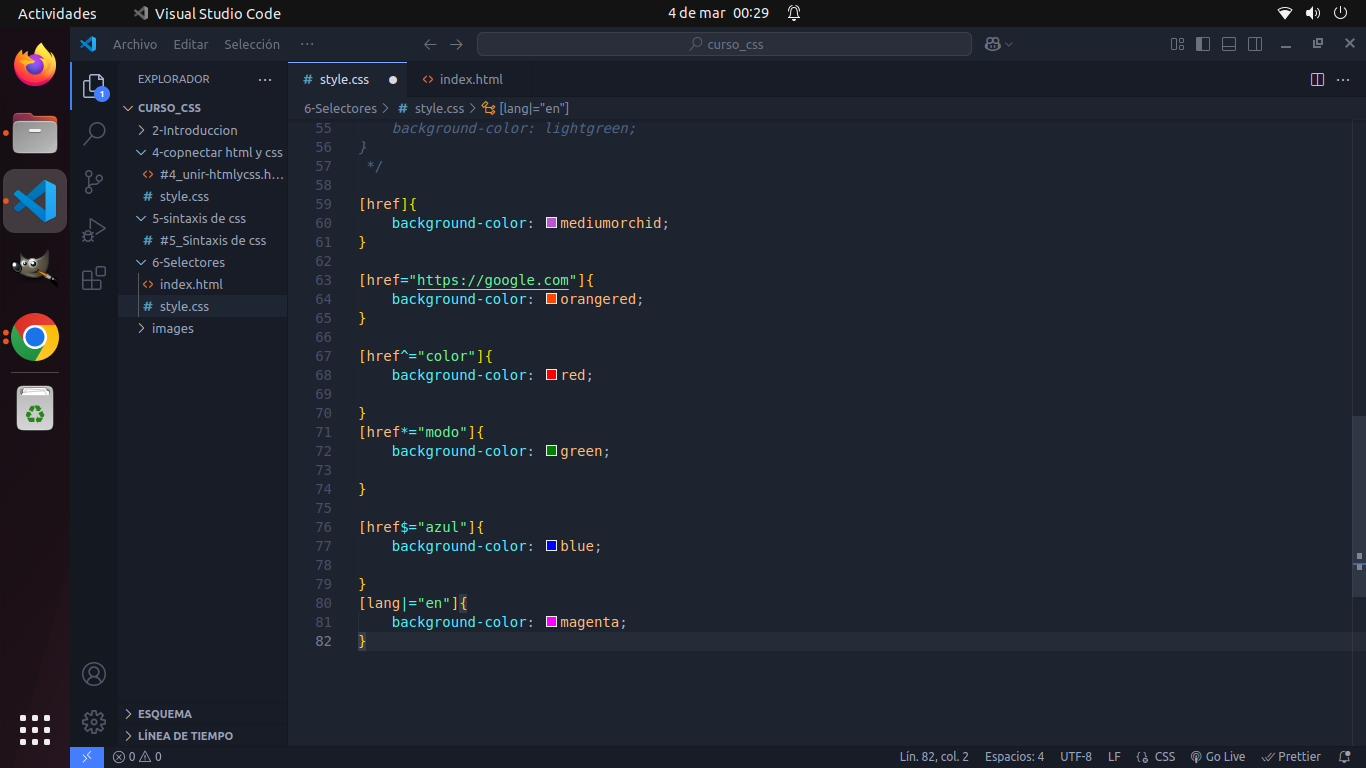 Actividades Visual Studio Code 4 de mar 00:29
Archivo Editar Selección ··· curso_css
EXPLORADOR ···
CURSO_CSS
2-Introduccion
4-copnectar html y css
#4_unir-htmlycss.h...
style.css
5-sintaxis de css
#5_Sintaxis de css
6-Selectores
index.html
style.css
images
ESQUEMA
LÍNEA DE TIEMPO
1
style.css index.html
6-Selectores > style.css > [lang|="en"]
55 background-color: lightgreen;
56 }
57 */
58
59 [href]{
60 background-color: mediumorchid;
61 }
62
63 [href="https://google.com"]{
64 background-color: orangered;
65 }
66
67 [href^="color"]{
68 background-color: red;
69
70 }
71 [href*="modo"]{
72 background-color: green;
73
74 }
75
76 [href$="azul"]{
77 background-color: blue;
78
79 }
80 [lang|="en"]{
81 background-color: magenta;
82 }
0 0 Lín. 82, col. 2 Espacios: 4 UTF-8 LF {} CSS Go Live Prettier